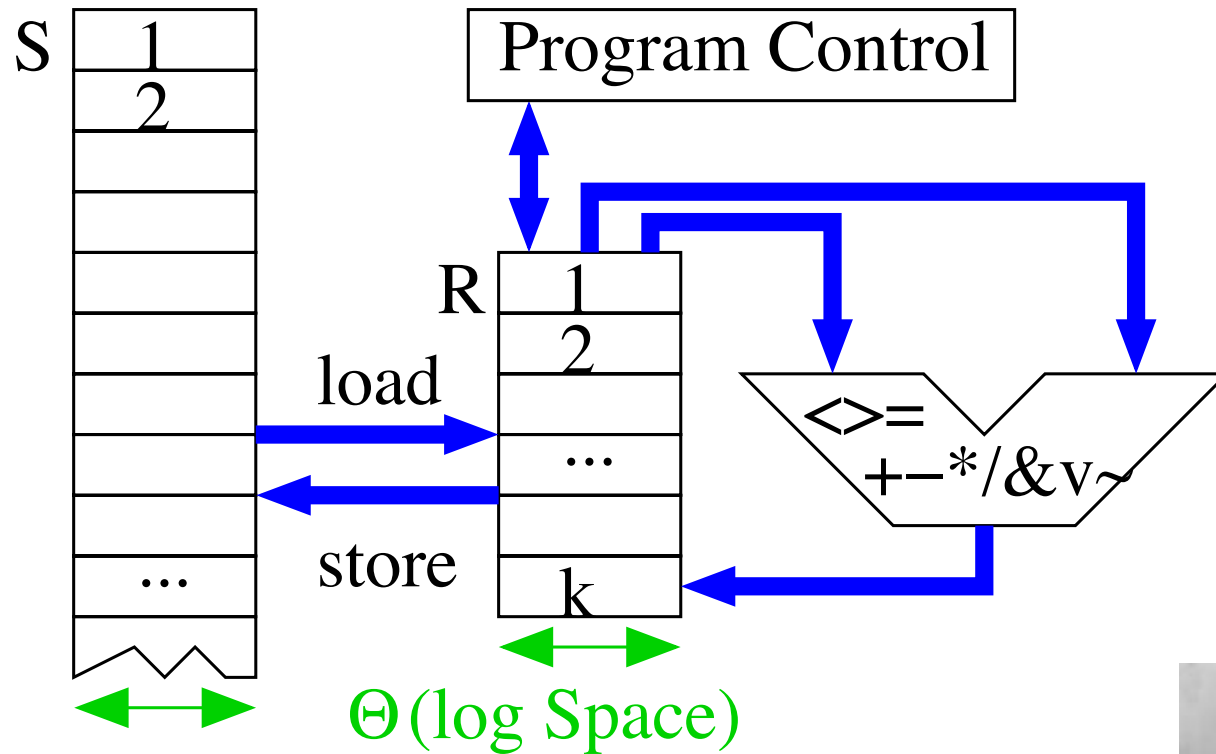 S
1
2
...
Program Control
R
1
2
...
k
load
store
<>=
+−*/&v~
Θ(log Space)